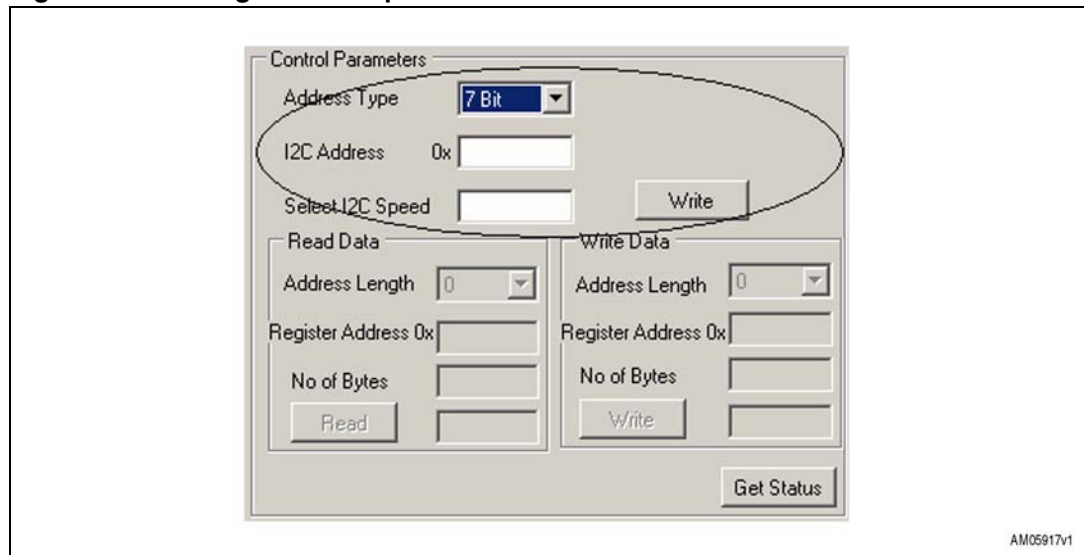 Control Parameters
Address Type 7 Bit
I2C Address 0x
Select I2C Speed Write
Read Data
Address Length 0
Register Address 0x
No of Bytes
Read
Write Data
Address Length 0
Register Address 0x
No of Bytes
Write
Get Status
AM05917v1